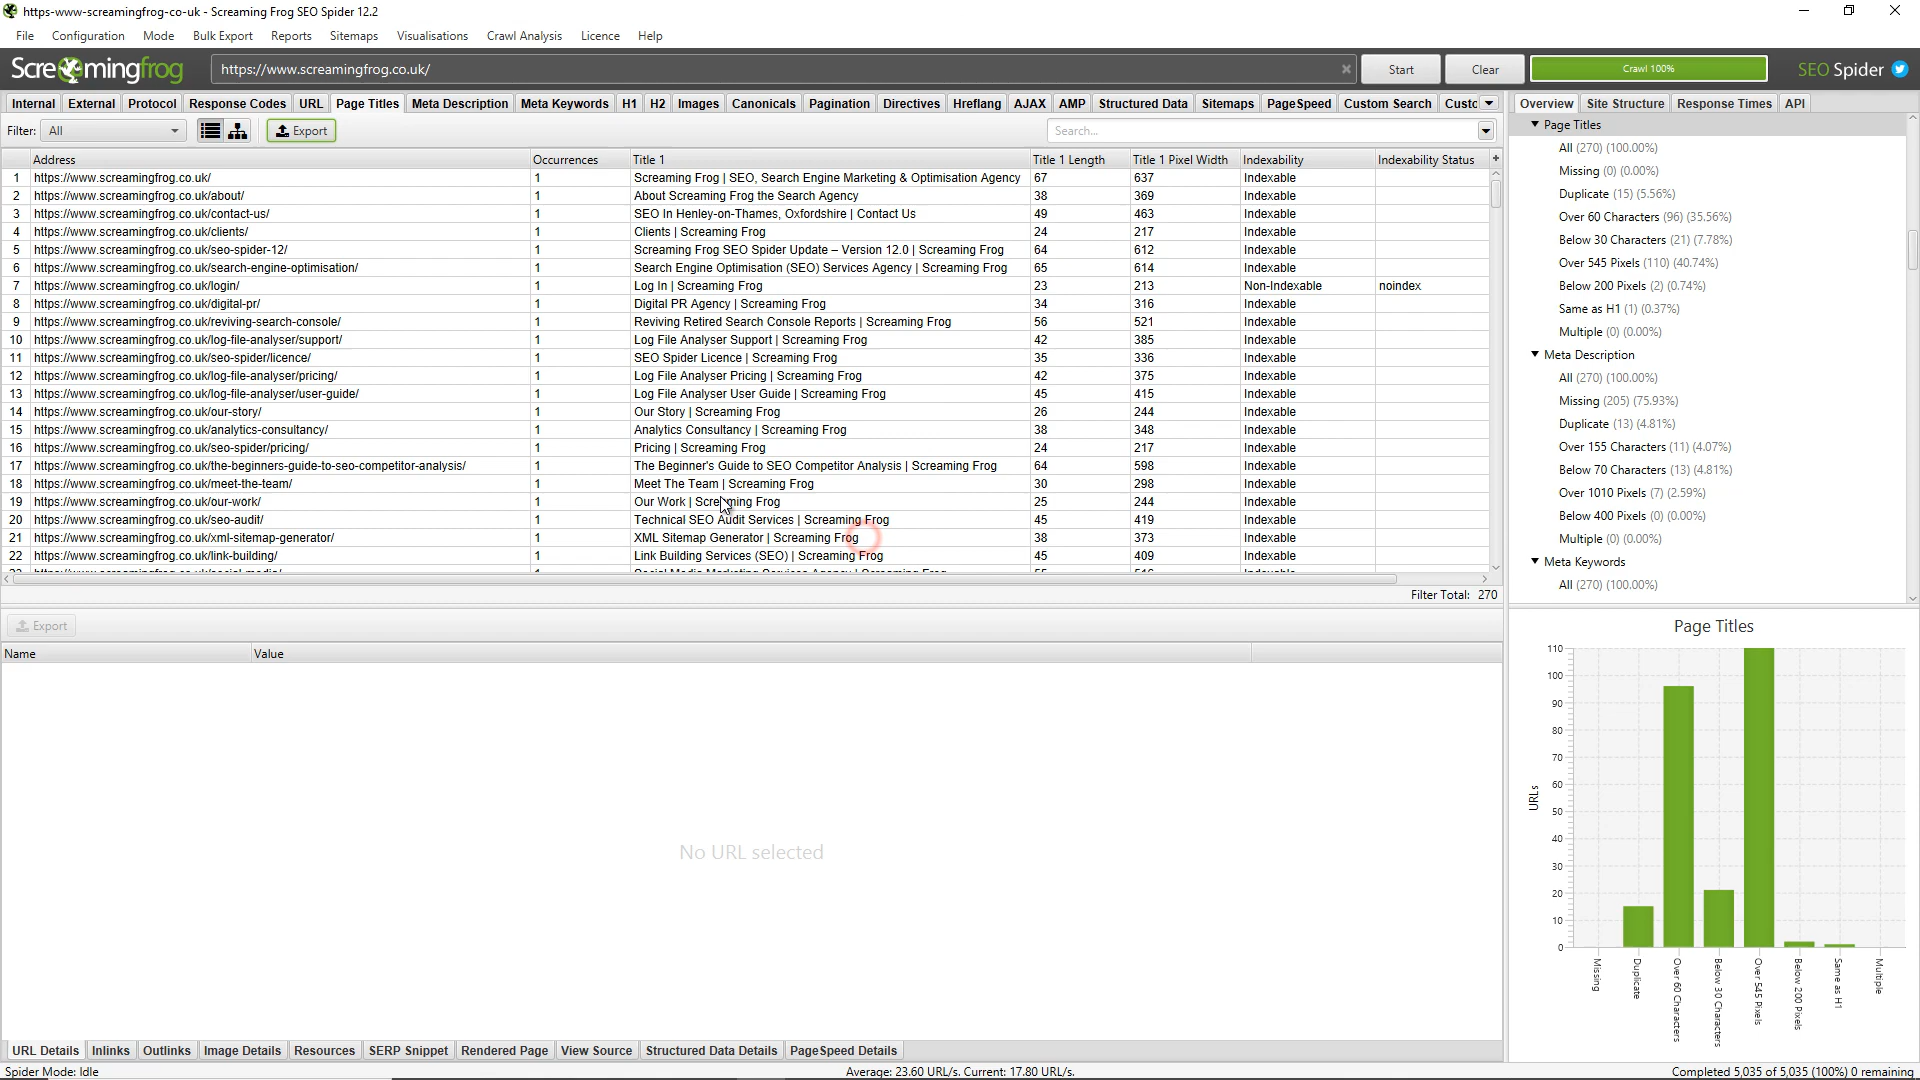 https-www-screamingfrog-co-uk - Screaming Frog SEO Spider 12.2
File Configuration Mode Bulk Export Reports Sitemaps Visualisations Crawl Analysis Licence Help
Screamingfrog https://www.screamingfrog.co.uk/ Start Clear Crawl 100% SEO Spider
Internal External Protocol Response Codes URL Page Titles Meta Description Meta Keywords H1 H2 Images Canonicals Pagination Directives Hreflang AJAX AMP Structured Data Sitemaps PageSpeed Custom Search Custo
Filter: All Export Search...
Address Occurrences Title 1 Title 1 Length Title 1 Pixel Width Indexability Indexability Status +
1 https://www.screamingfrog.co.uk/ 1 Screaming Frog | SEO, Search Engine Marketing & Optimisation Agency 67 637 Indexable
2 https://www.screamingfrog.co.uk/about/ 1 About Screaming Frog the Search Agency 38 369 Indexable
3 https://www.screamingfrog.co.uk/contact-us/ 1 SEO In Henley-on-Thames, Oxfordshire | Contact Us 49 463 Indexable
4 https://www.screamingfrog.co.uk/clients/ 1 Clients | Screaming Frog 24 217 Indexable
5 https://www.screamingfrog.co.uk/seo-spider-12/ 1 Screaming Frog SEO Spider Update – Version 12.0 | Screaming Frog 64 612 Indexable
6 https://www.screamingfrog.co.uk/search-engine-optimisation/ 1 Search Engine Optimisation (SEO) Services Agency | Screaming Frog 65 614 Indexable
7 https://www.screamingfrog.co.uk/login/ 1 Log In | Screaming Frog 23 213 Non-Indexable noindex
8 https://www.screamingfrog.co.uk/digital-pr/ 1 Digital PR Agency | Screaming Frog 34 316 Indexable
9 https://www.screamingfrog.co.uk/reviving-search-console/ 1 Reviving Retired Search Console Reports | Screaming Frog 56 521 Indexable
10 https://www.screamingfrog.co.uk/log-file-analyser/support/ 1 Log File Analyser Support | Screaming Frog 42 385 Indexable
11 https://www.screamingfrog.co.uk/seo-spider/licence/ 1 SEO Spider Licence | Screaming Frog 35 336 Indexable
12 https://www.screamingfrog.co.uk/log-file-analyser/pricing/ 1 Log File Analyser Pricing | Screaming Frog 42 375 Indexable
13 https://www.screamingfrog.co.uk/log-file-analyser/user-guide/ 1 Log File Analyser User Guide | Screaming Frog 45 415 Indexable
14 https://www.screamingfrog.co.uk/our-story/ 1 Our Story | Screaming Frog 26 244 Indexable
15 https://www.screamingfrog.co.uk/analytics-consultancy/ 1 Analytics Consultancy | Screaming Frog 38 348 Indexable
16 https://www.screamingfrog.co.uk/seo-spider/pricing/ 1 Pricing | Screaming Frog 24 217 Indexable
17 https://www.screamingfrog.co.uk/the-beginners-guide-to-seo-competitor-analysis/ 1 The Beginner's Guide to SEO Competitor Analysis | Screaming Frog 64 598 Indexable
18 https://www.screamingfrog.co.uk/meet-the-team/ 1 Meet The Team | Screaming Frog 30 298 Indexable
19 https://www.screamingfrog.co.uk/our-work/ 1 Our Work | Screaming Frog 25 244 Indexable
20 https://www.screamingfrog.co.uk/seo-audit/ 1 Technical SEO Audit Services | Screaming Frog 45 419 Indexable
21 https://www.screamingfrog.co.uk/xml-sitemap-generator/ 1 XML Sitemap Generator | Screaming Frog 38 373 Indexable
22 https://www.screamingfrog.co.uk/link-building/ 1 Link Building Services (SEO) | Screaming Frog 45 409 Indexable
Filter Total: 270
Export
Name Value
No URL selected
URL Details Inlinks Outlinks Image Details Resources SERP Snippet Rendered Page View Source Structured Data Details PageSpeed Details
Overview Site Structure Response Times API
Page Titles
All (270) (100.00%)
Missing (0) (0.00%)
Duplicate (15) (5.56%)
Over 60 Characters (96) (35.56%)
Below 30 Characters (21) (7.78%)
Over 545 Pixels (110) (40.74%)
Below 200 Pixels (2) (0.74%)
Same as H1 (1) (0.37%)
Multiple (0) (0.00%)
Meta Description
All (270) (100.00%)
Missing (205) (75.93%)
Duplicate (13) (4.81%)
Over 155 Characters (11) (4.07%)
Below 70 Characters (13) (4.81%)
Over 1010 Pixels (7) (2.59%)
Below 400 Pixels (0) (0.00%)
Multiple (0) (0.00%)
Meta Keywords
All (270) (100.00%)
Page Titles
110
100
90
80
70
60
50
40
30
20
10
0
URLs
Missing
Duplicate
Over 60 Characters
Below 30 Characters
Over 545 Pixels
Below 200 Pixels
Same as H1
Multiple
Spider Mode: Idle Average: 23.60 URL/s. Current: 17.80 URL/s. Completed 5,035 of 5,035 (100%) 0 remaining